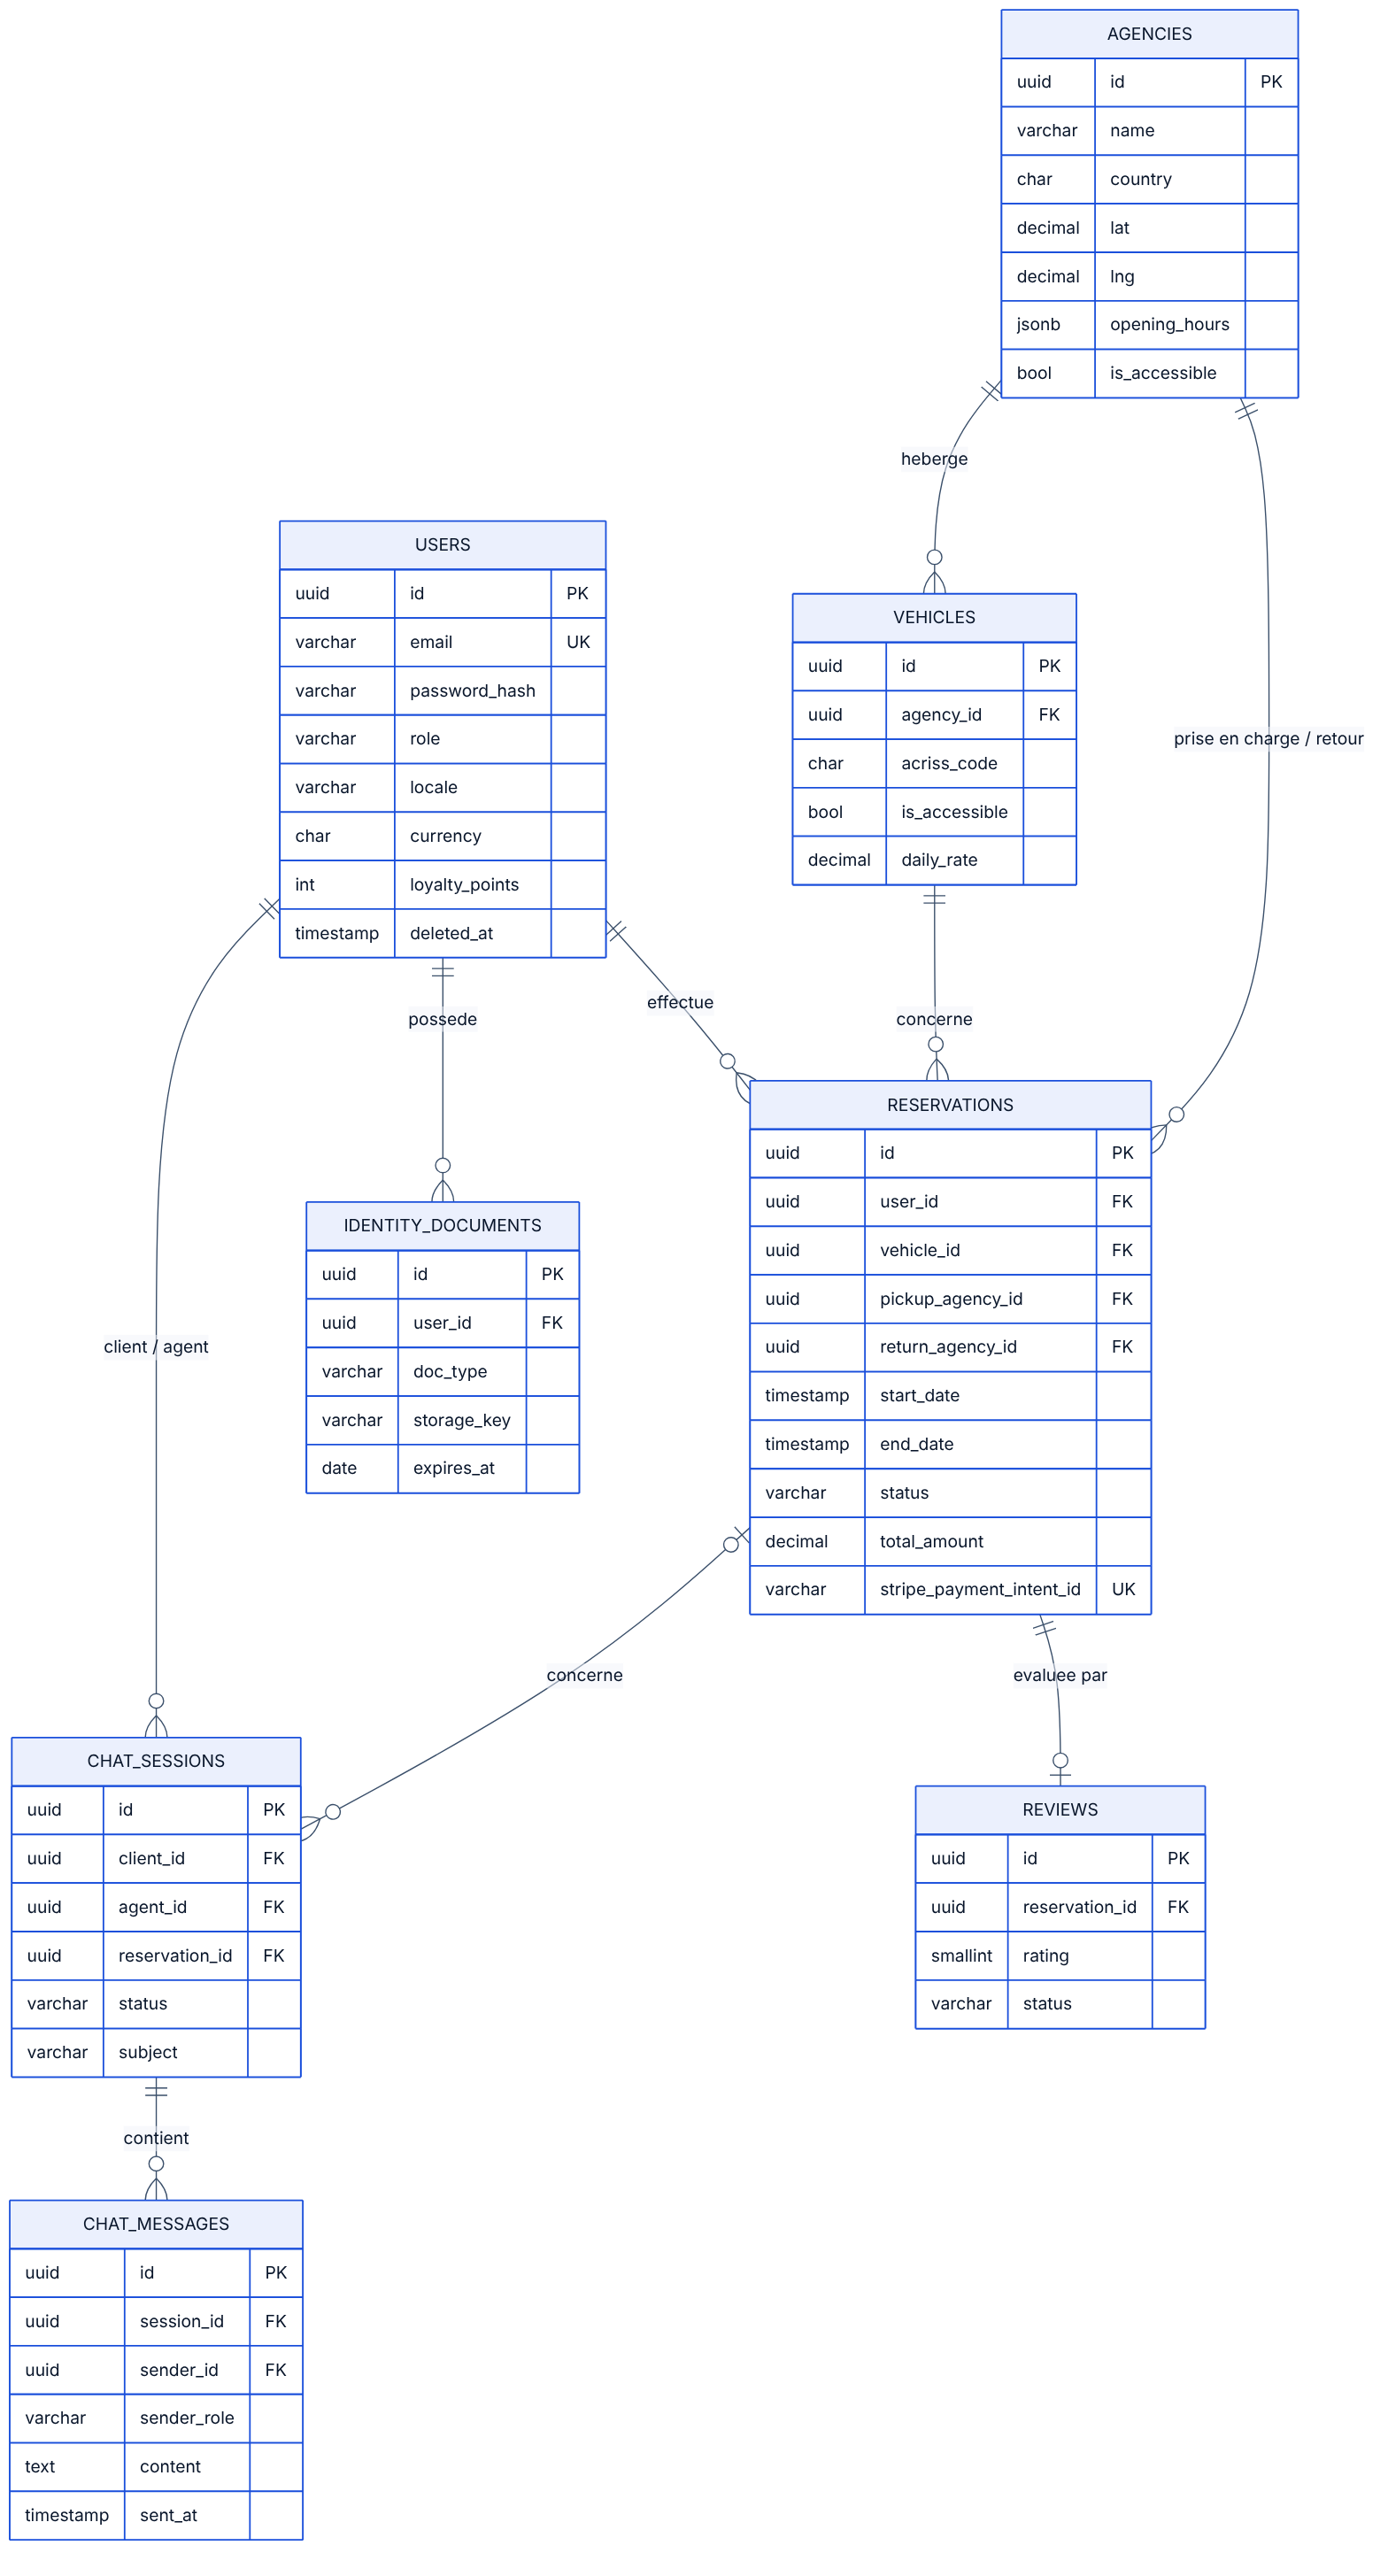 AGENCIES
uuid id PK
varchar name
char country
decimal lat
decimal lng
jsonb opening_hours
bool is_accessible
heberge
prise en charge / retour
USERS
uuid id PK
varchar email UK
varchar password_hash
varchar role
varchar locale
char currency
int loyalty_points
timestamp deleted_at
VEHICLES
uuid id PK
uuid agency_id FK
char acriss_code
bool is_accessible
decimal daily_rate
possede
effectue
concerne
client / agent
IDENTITY_DOCUMENTS
uuid id PK
uuid user_id FK
varchar doc_type
varchar storage_key
date expires_at
RESERVATIONS
uuid id PK
uuid user_id FK
uuid vehicle_id FK
uuid pickup_agency_id FK
uuid return_agency_id FK
timestamp start_date
timestamp end_date
varchar status
decimal total_amount
varchar stripe_payment_intent_id UK
concerne
evaluee par
CHAT_SESSIONS
uuid id PK
uuid client_id FK
uuid agent_id FK
uuid reservation_id FK
varchar status
varchar subject
REVIEWS
uuid id PK
uuid reservation_id FK
smallint rating
varchar status
contient
CHAT_MESSAGES
uuid id PK
uuid session_id FK
uuid sender_id FK
varchar sender_role
text content
timestamp sent_at